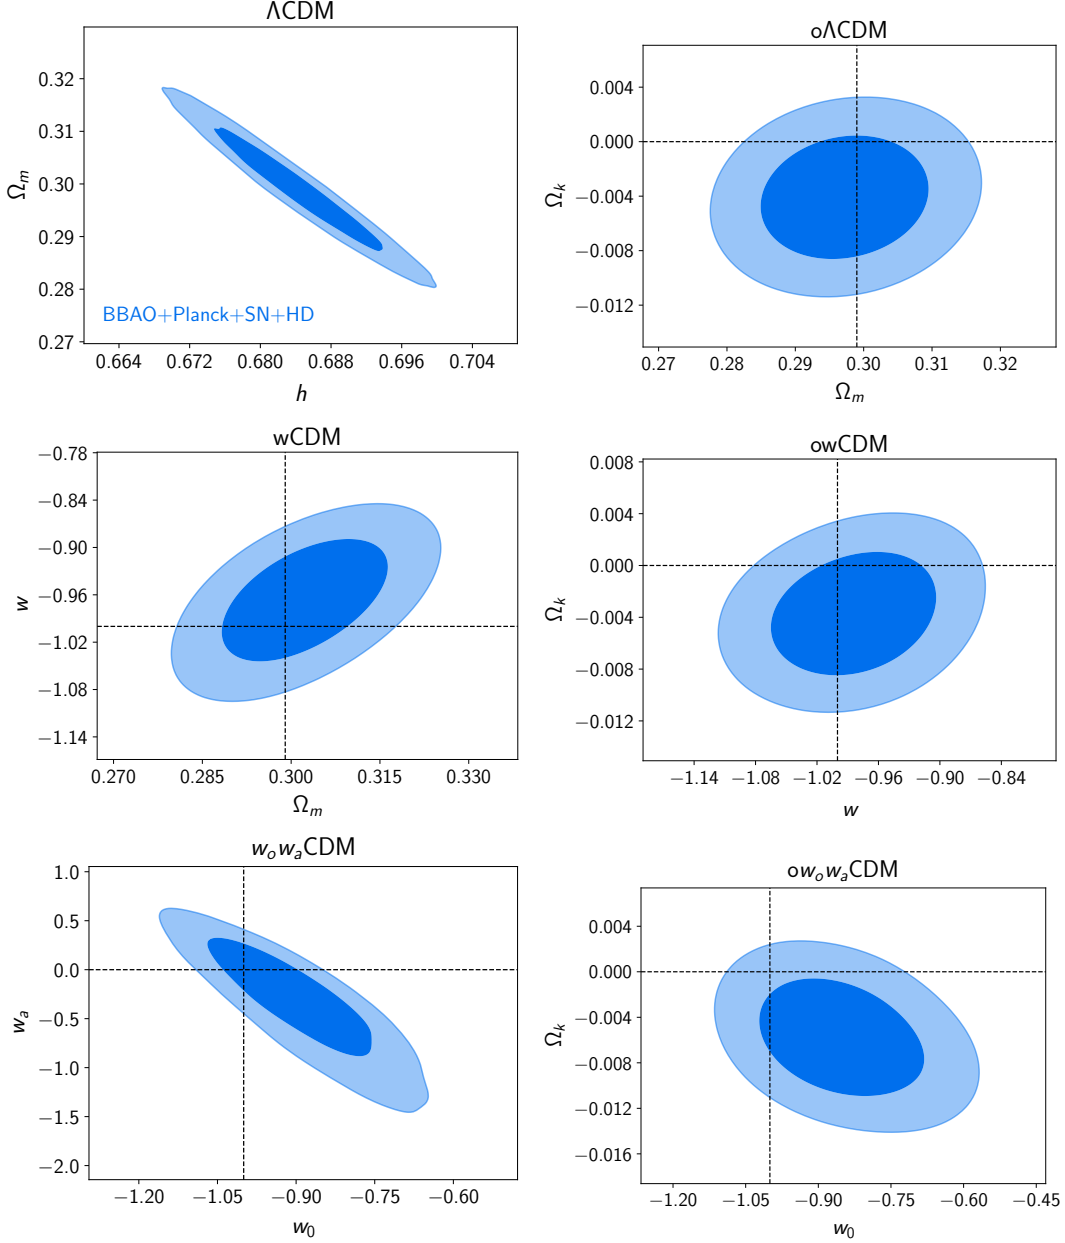 ΛCDM
0.32
0.31
0.30
0.29
0.28
0.27
Ω_m
BBAO+Planck+SN+HD
0.664 0.672 0.680 0.688 0.696 0.704
h
oΛCDM
0.004
0.000
−0.004
−0.008
−0.012
Ω_k
0.27 0.28 0.29 0.30 0.31 0.32
Ω_m
wCDM
−0.78
−0.84
−0.90
−0.96
−1.02
−1.08
−1.14
w
0.270 0.285 0.300 0.315 0.330
Ω_m
owCDM
0.008
0.004
0.000
−0.004
−0.008
−0.012
Ω_k
−1.14 −1.08 −1.02 −0.96 −0.90 −0.84
w
w_o w_a CDM
1.0
0.5
0.0
−0.5
−1.0
−1.5
−2.0
w_a
−1.20 −1.05 −0.90 −0.75 −0.60
w_0
ow_o w_a CDM
0.004
0.000
−0.004
−0.008
−0.012
−0.016
Ω_k
−1.20 −1.05 −0.90 −0.75 −0.60 −0.45
w_0